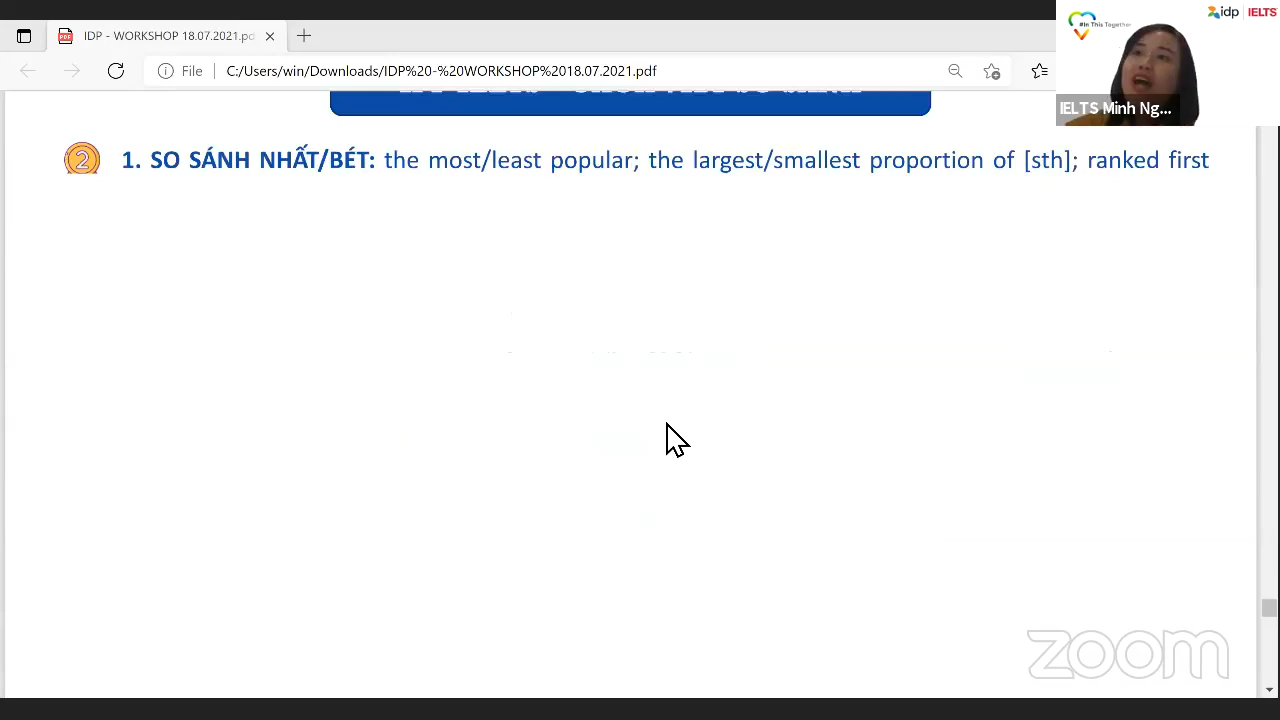 IDP - WORKSHOP 18.07.2021.pd
idp IELTS
#In This Together
File
C:/Users/win/Downloads/IDP%20-%20WORKSHOP%2018.07.2021.pdf
IELTS Minh Ng...
2 1. SO SÁNH NHẤT/BÉT: the most/least popular; the largest/smallest proportion of [sth]; ranked first
zoom